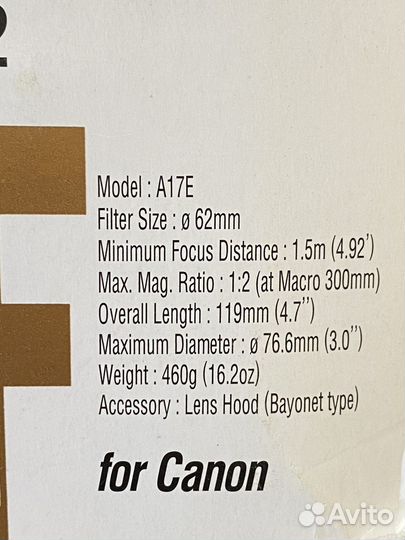 2
Model : A17E
Filter Size : ø 62mm
Minimum Focus Distance : 1.5m (4.92')
Max. Mag. Ratio : 1:2 (at Macro 300mm)
Overall Length : 119mm (4.7'')
Maximum Diameter : ø 76.6mm (3.0'')
Weight : 460g (16.2oz)
Accessory : Lens Hood (Bayonet type)
for Canon
Avito